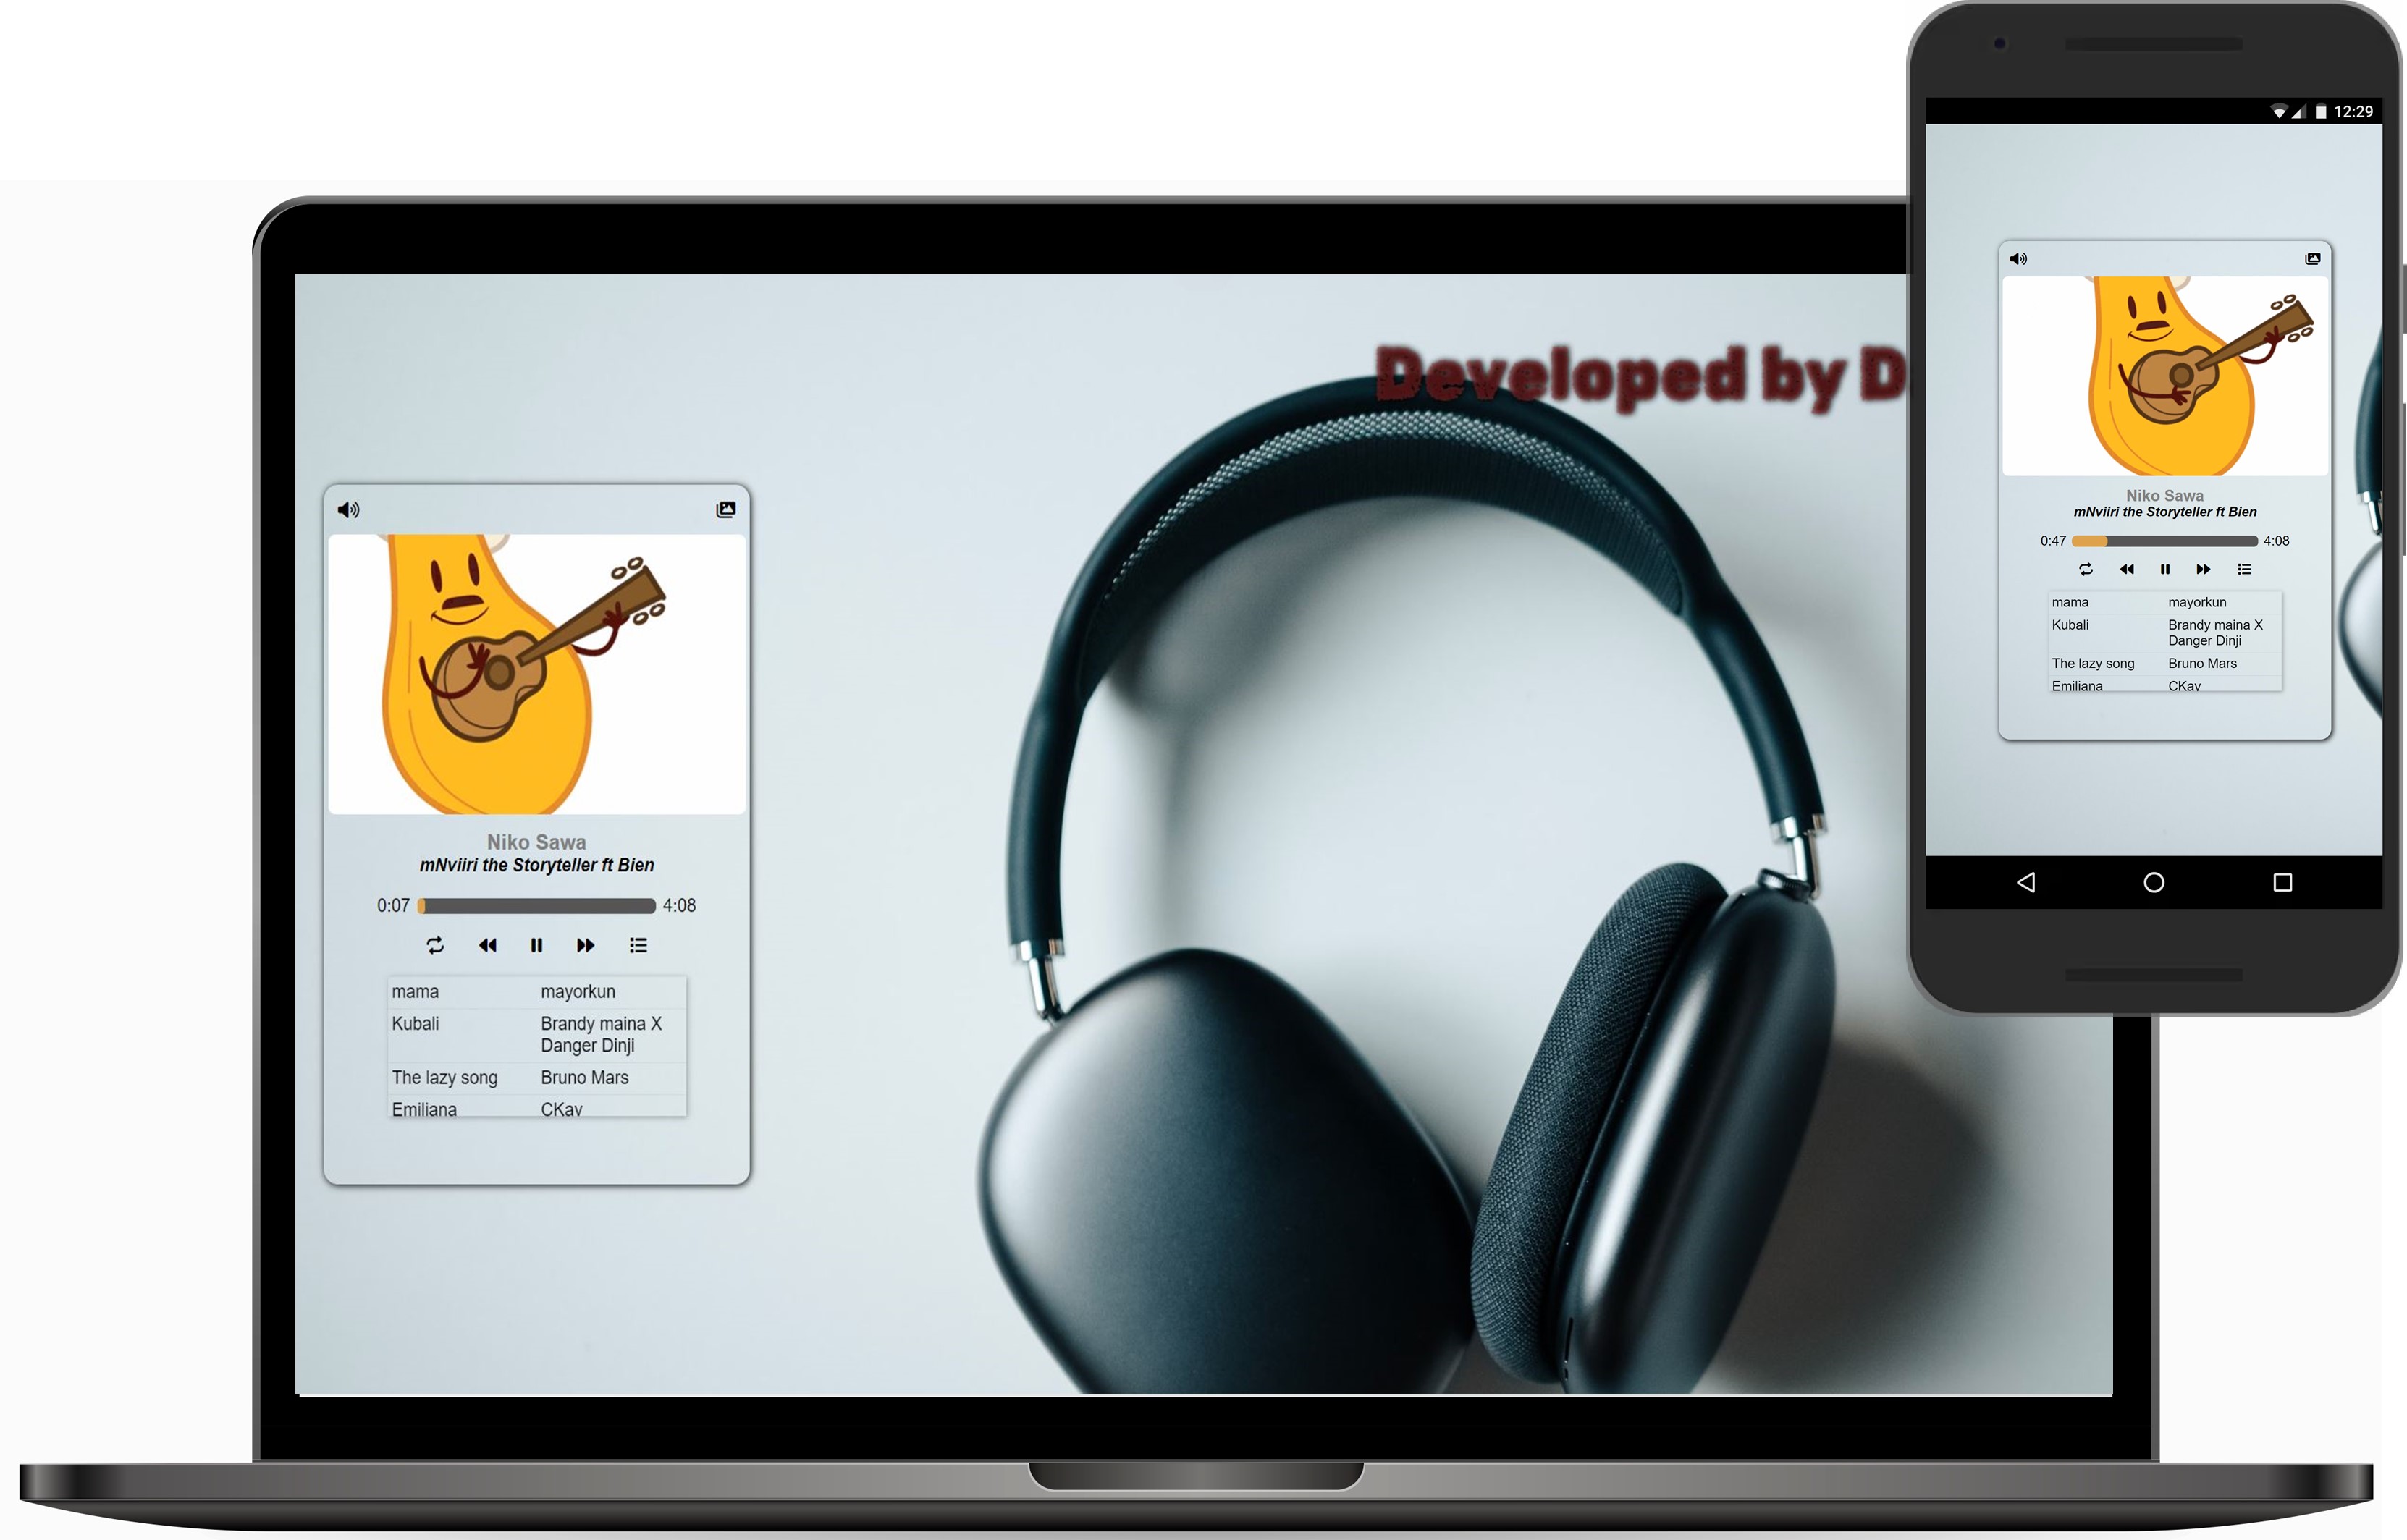 12:29
Developed by D
Niko Sawa
mNviiri the Storyteller ft Bien
0:47 4:08
mama mayorkun
Kubali Brandy maina X
Danger Dinji
The lazy song Bruno Mars
Emiliana CKay
Niko Sawa
mNviiri the Storyteller ft Bien
0:07 4:08
mama mayorkun
Kubali Brandy maina X
Danger Dinji
The lazy song Bruno Mars
Emiliana CKay